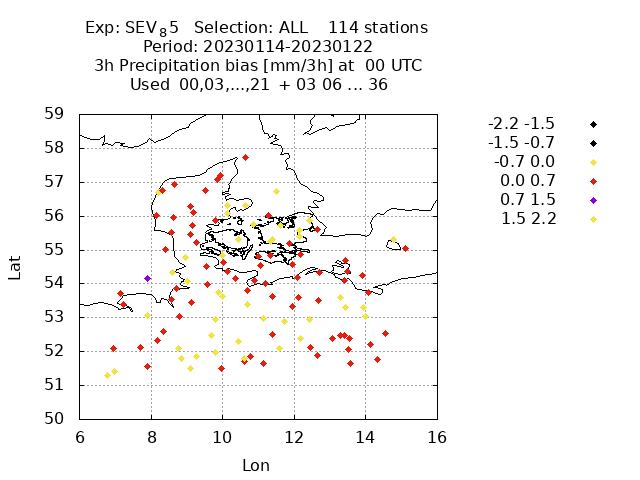 Exp: SEV₈5 Selection: ALL 114 stations
Period: 20230114-20230122
3h Precipitation bias [mm/3h] at 00 UTC
Used 00,03,...,21 + 03 06 ... 36
59
58
57
56
55
54
53
52
51
50
Lat
6 8 10 12 14 16
Lon
-2.2 -1.5
-1.5 -0.7
-0.7 0.0
0.0 0.7
0.7 1.5
1.5 2.2